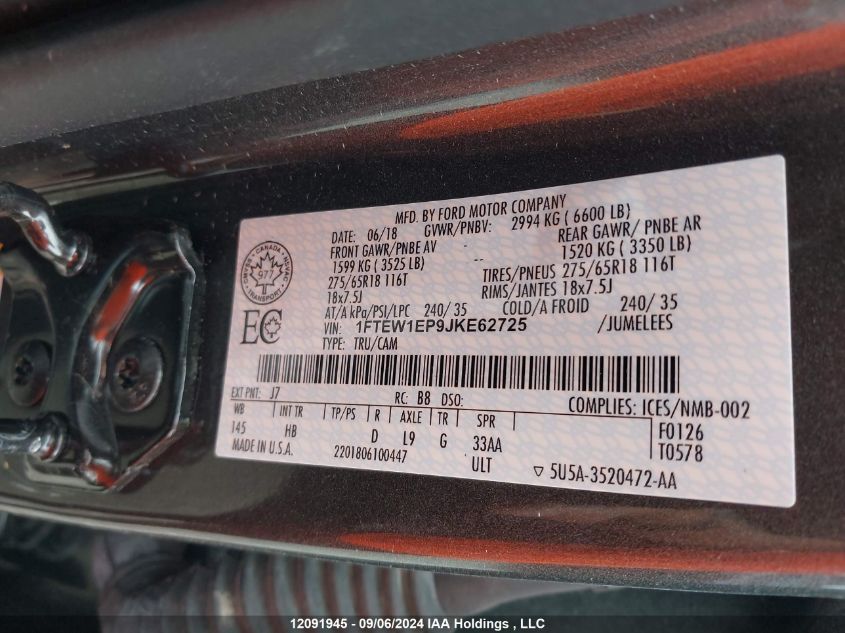 MFD. BY FORD MOTOR COMPANY
DATE: 06/18 GVWR/PNBV: 2994 KG ( 6600 LB)
FRONT GAWR/PNBE AV REAR GAWR/ PNBE AR
1599 KG ( 3525 LB) -- 1520 KG ( 3350 LB)
275/65R18 116T TIRES/PNEUS 275/65R18 116T
18x7.5J RIMS/JANTES 18x7.5J
AT/A kPa/PSI/LPC 240/ 35 COLD/A FROID 240/ 35
VIN: 1FTEW1EP9JKE62725 /JUMELEES
TYPE: TRU/CAM
CANADA
977
TRANSPORT
EC
EXT PNT: J7 RC: B8 DSO: COMPLIES: ICES/NMB-002
WB INT TR TP/PS R AXLE TR SPR F0126
145 HB D L9 G 33AA T0578
MADE IN U.S.A. 2201806100447 ULT ▽ 5U5A-3520472-AA
12091945 - 09/06/2024 IAA Holdings , LLC